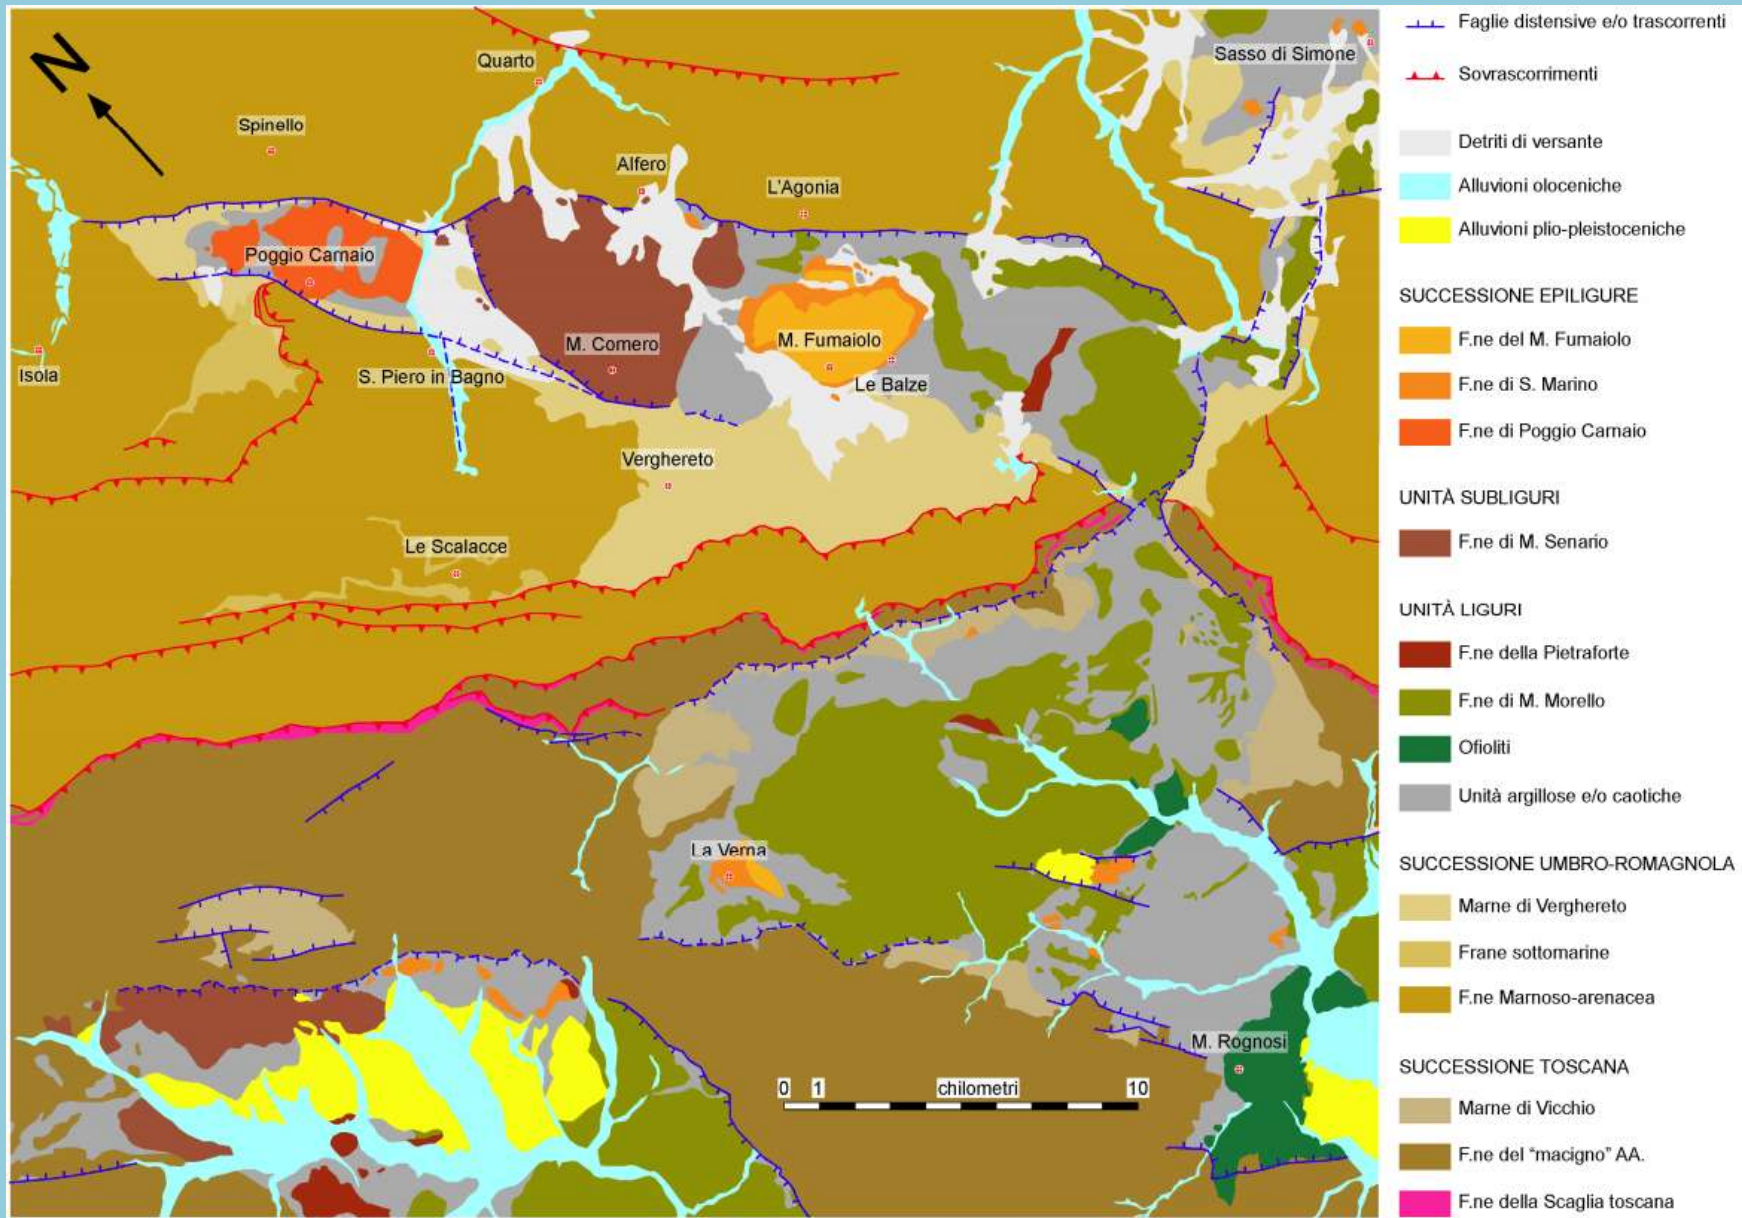 N
Quarto
Sasso di Simone
Spinello
Alfero
L'Agonia
Poggio Carnaio
M. Comero
M. Fumaiolo
Isola
S. Piero in Bagno
Le Balze
Verghereto
Le Scalacce
La Verna
M. Rognosi
0 1 chilometri 10
Faglie distensive e/o trascorrenti
Sovrascorrimenti
Detriti di versante
Alluvioni oloceniche
Alluvioni plio-pleistoceniche
SUCCESSIONE EPILIGURE
F.ne del M. Fumaiolo
F.ne di S. Marino
F.ne di Poggio Carnaio
UNITÀ SUBLIGURI
F.ne di M. Senario
UNITÀ LIGURI
F.ne della Pietraforte
F.ne di M. Morello
Ofioliti
Unità argillose e/o caotiche
SUCCESSIONE UMBRO-ROMAGNOLA
Marne di Verghereto
Frane sottomarine
F.ne Marnoso-arenacea
SUCCESSIONE TOSCANA
Marne di Vicchio
F.ne del “macigno” AA.
F.ne della Scaglia toscana